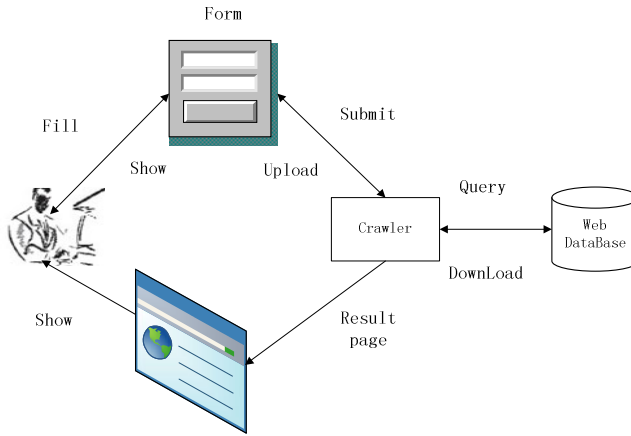 Form
Fill
Submit
Show
Upload
Query
Crawler
Web
DataBase
DownLoad
Show
Result
page